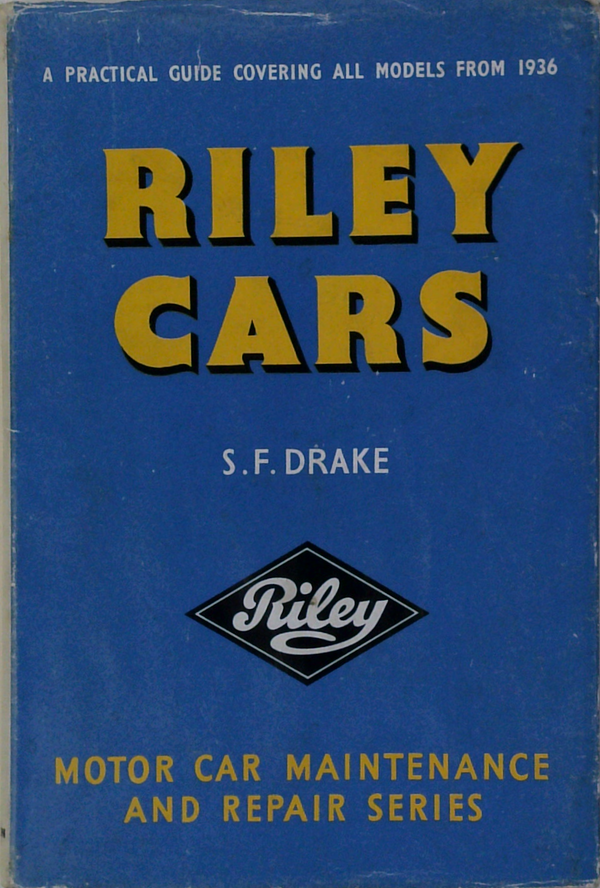 A PRACTICAL GUIDE COVERING ALL MODELS FROM 1936
RILEY
CARS
S.F. DRAKE
Riley
MOTOR CAR MAINTENANCE
AND REPAIR SERIES